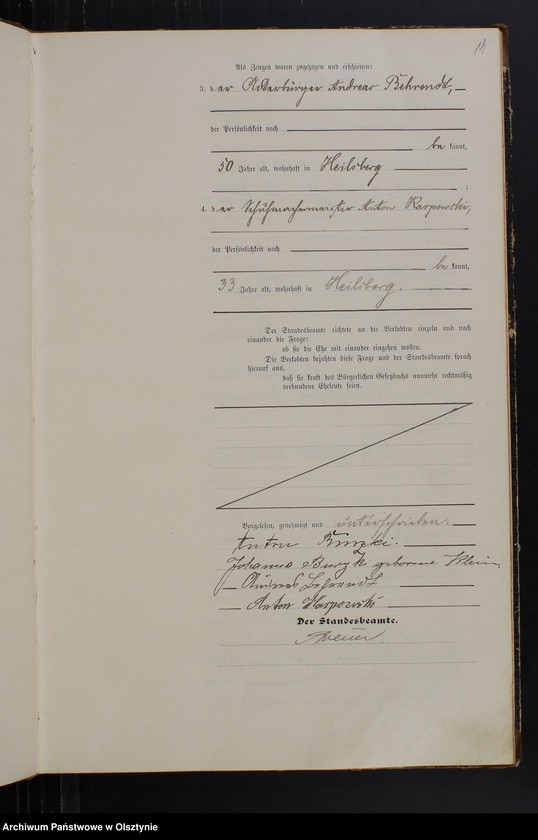 Als Zeugen waren zugezogen und erschienen:
3. der Ackerbürger Andreas Behrendt,
der Persönlichkeit nach
bekannt,
50 Jahre alt, wohnhaft in Heilsberg
;
4. der Schuhmachermeister Anton Karpowski,
der Persönlichkeit nach
bekannt,
33 Jahre alt, wohnhaft in Heilsberg.
Der Standesbeamte richtete an die Verlobten einzeln und nach
einander die Frage:
ob sie die Ehe mit einander eingehen wollen.
Die Verlobten bejahten diese Frage und der Standesbeamte sprach
hierauf aus,
daß sie kraft des Bürgerlichen Gesetzbuchs nunmehr rechtmäßig
verbundene Eheleute seien.
Vorgelesen, genehmigt und unterschrieben.
Anton
geborene Klein
Andreas Behrendt
Anton Karpowski
Der Standesbeamte.
Archiwum Państwowe w Olsztynie